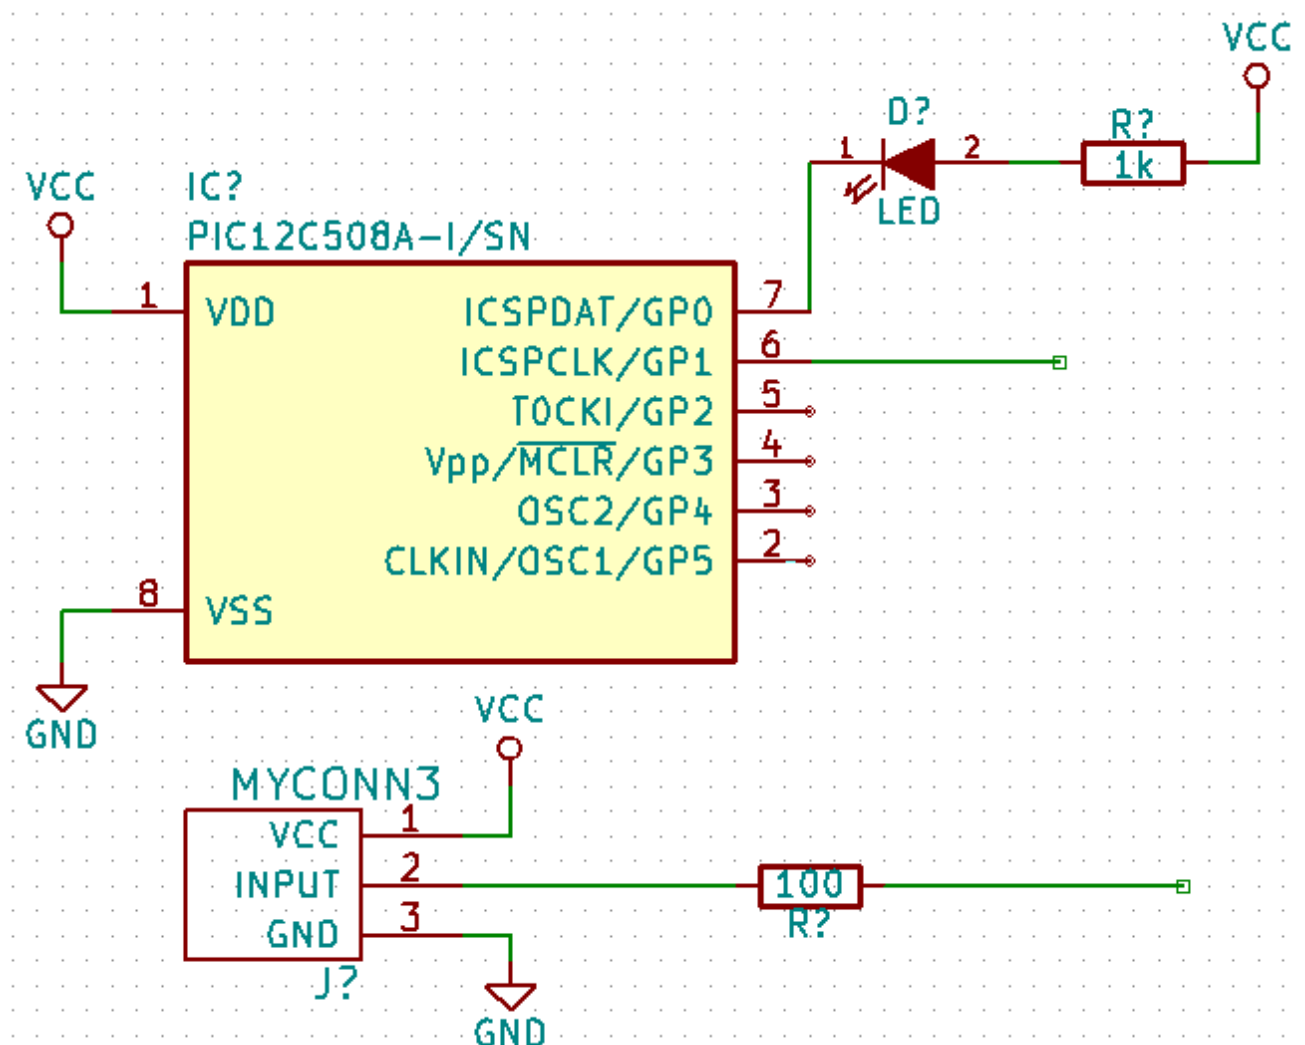 VCC
D?
R?
1
2
1k
LED
VCC
IC?
PIC12C508A-I/SN
1
VDD
ICSPDAT/GP0
7
ICSPCLK/GP1
6
T0CKI/GP2
5
Vpp/MCLR/GP3
4
OSC2/GP4
3
CLKIN/OSC1/GP5
2
8
VSS
GND
VCC
MYCONN3
VCC
1
INPUT
2
100
GND
3
R?
J?
GND